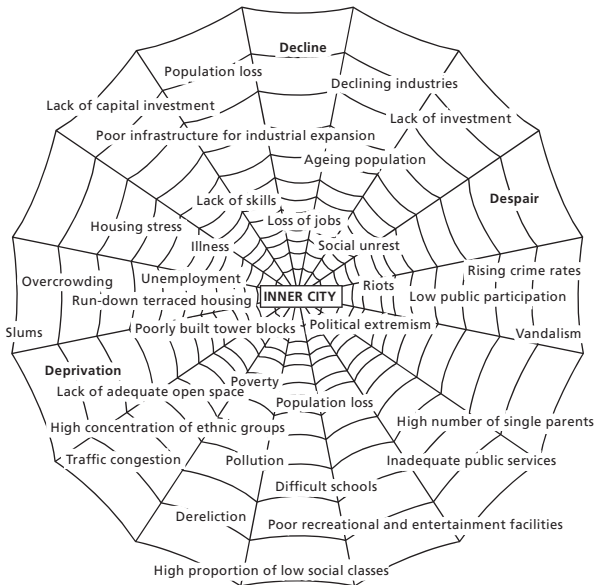 Decline
Population loss
Declining industries
Lack of capital investment
Lack of investment
Poor infrastructure for industrial expansion
Ageing population
Despair
Lack of skills
Loss of jobs
Housing stress
Illness
Social unrest
Rising crime rates
Overcrowding
Unemployment
Riots
Run-down terraced housing
INNER CITY
Low public participation
Slums
Poorly built tower blocks
Political extremism
Vandalism
Deprivation
Poverty
Lack of adequate open space
Population loss
High concentration of ethnic groups
High number of single parents
Traffic congestion
Pollution
Inadequate public services
Difficult schools
Dereliction
Poor recreational and entertainment facilities
High proportion of low social classes